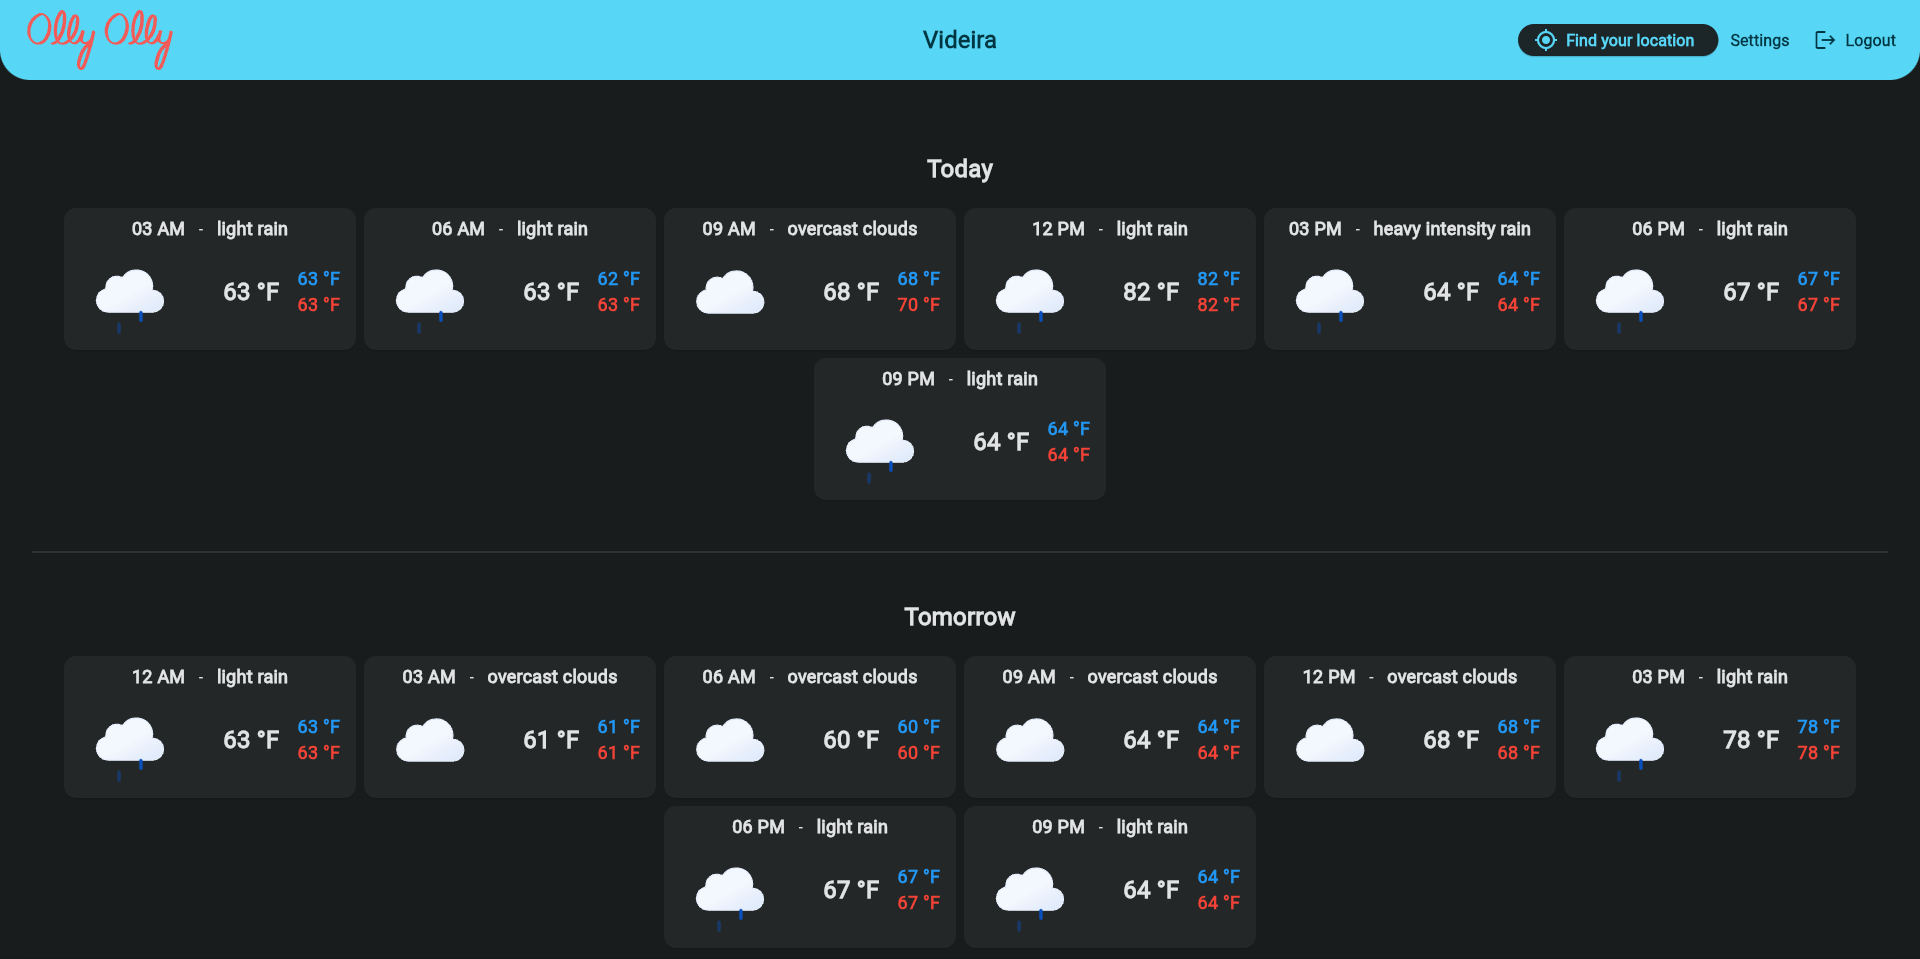 Olly Olly
Videira
Find your location
Settings
Logout
Today
03 AM - light rain
63 °F
63 °F
63 °F
06 AM - light rain
63 °F
62 °F
63 °F
09 AM - overcast clouds
68 °F
68 °F
70 °F
12 PM - light rain
82 °F
82 °F
82 °F
03 PM - heavy intensity rain
64 °F
64 °F
64 °F
06 PM - light rain
67 °F
67 °F
67 °F
09 PM - light rain
64 °F
64 °F
64 °F
Tomorrow
12 AM - light rain
63 °F
63 °F
63 °F
03 AM - overcast clouds
61 °F
61 °F
61 °F
06 AM - overcast clouds
60 °F
60 °F
60 °F
09 AM - overcast clouds
64 °F
64 °F
64 °F
12 PM - overcast clouds
68 °F
68 °F
68 °F
03 PM - light rain
78 °F
78 °F
78 °F
06 PM - light rain
67 °F
67 °F
67 °F
09 PM - light rain
64 °F
64 °F
64 °F